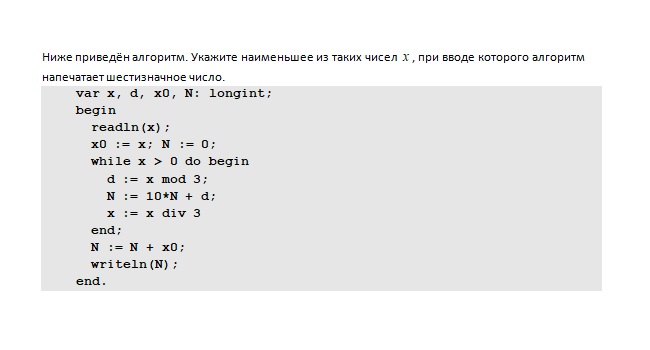 Ниже приведён алгоритм. Укажите наименьшее из таких чисел x, при вводе которого алгоритм
напечатает шестизначное число.
var x, d, x0, N: longint;
begin
readln(x);
x0 := x; N := 0;
while x > 0 do begin
d := x mod 3;
N := 10*N + d;
x := x div 3
end;
N := N + x0;
writeln(N);
end.